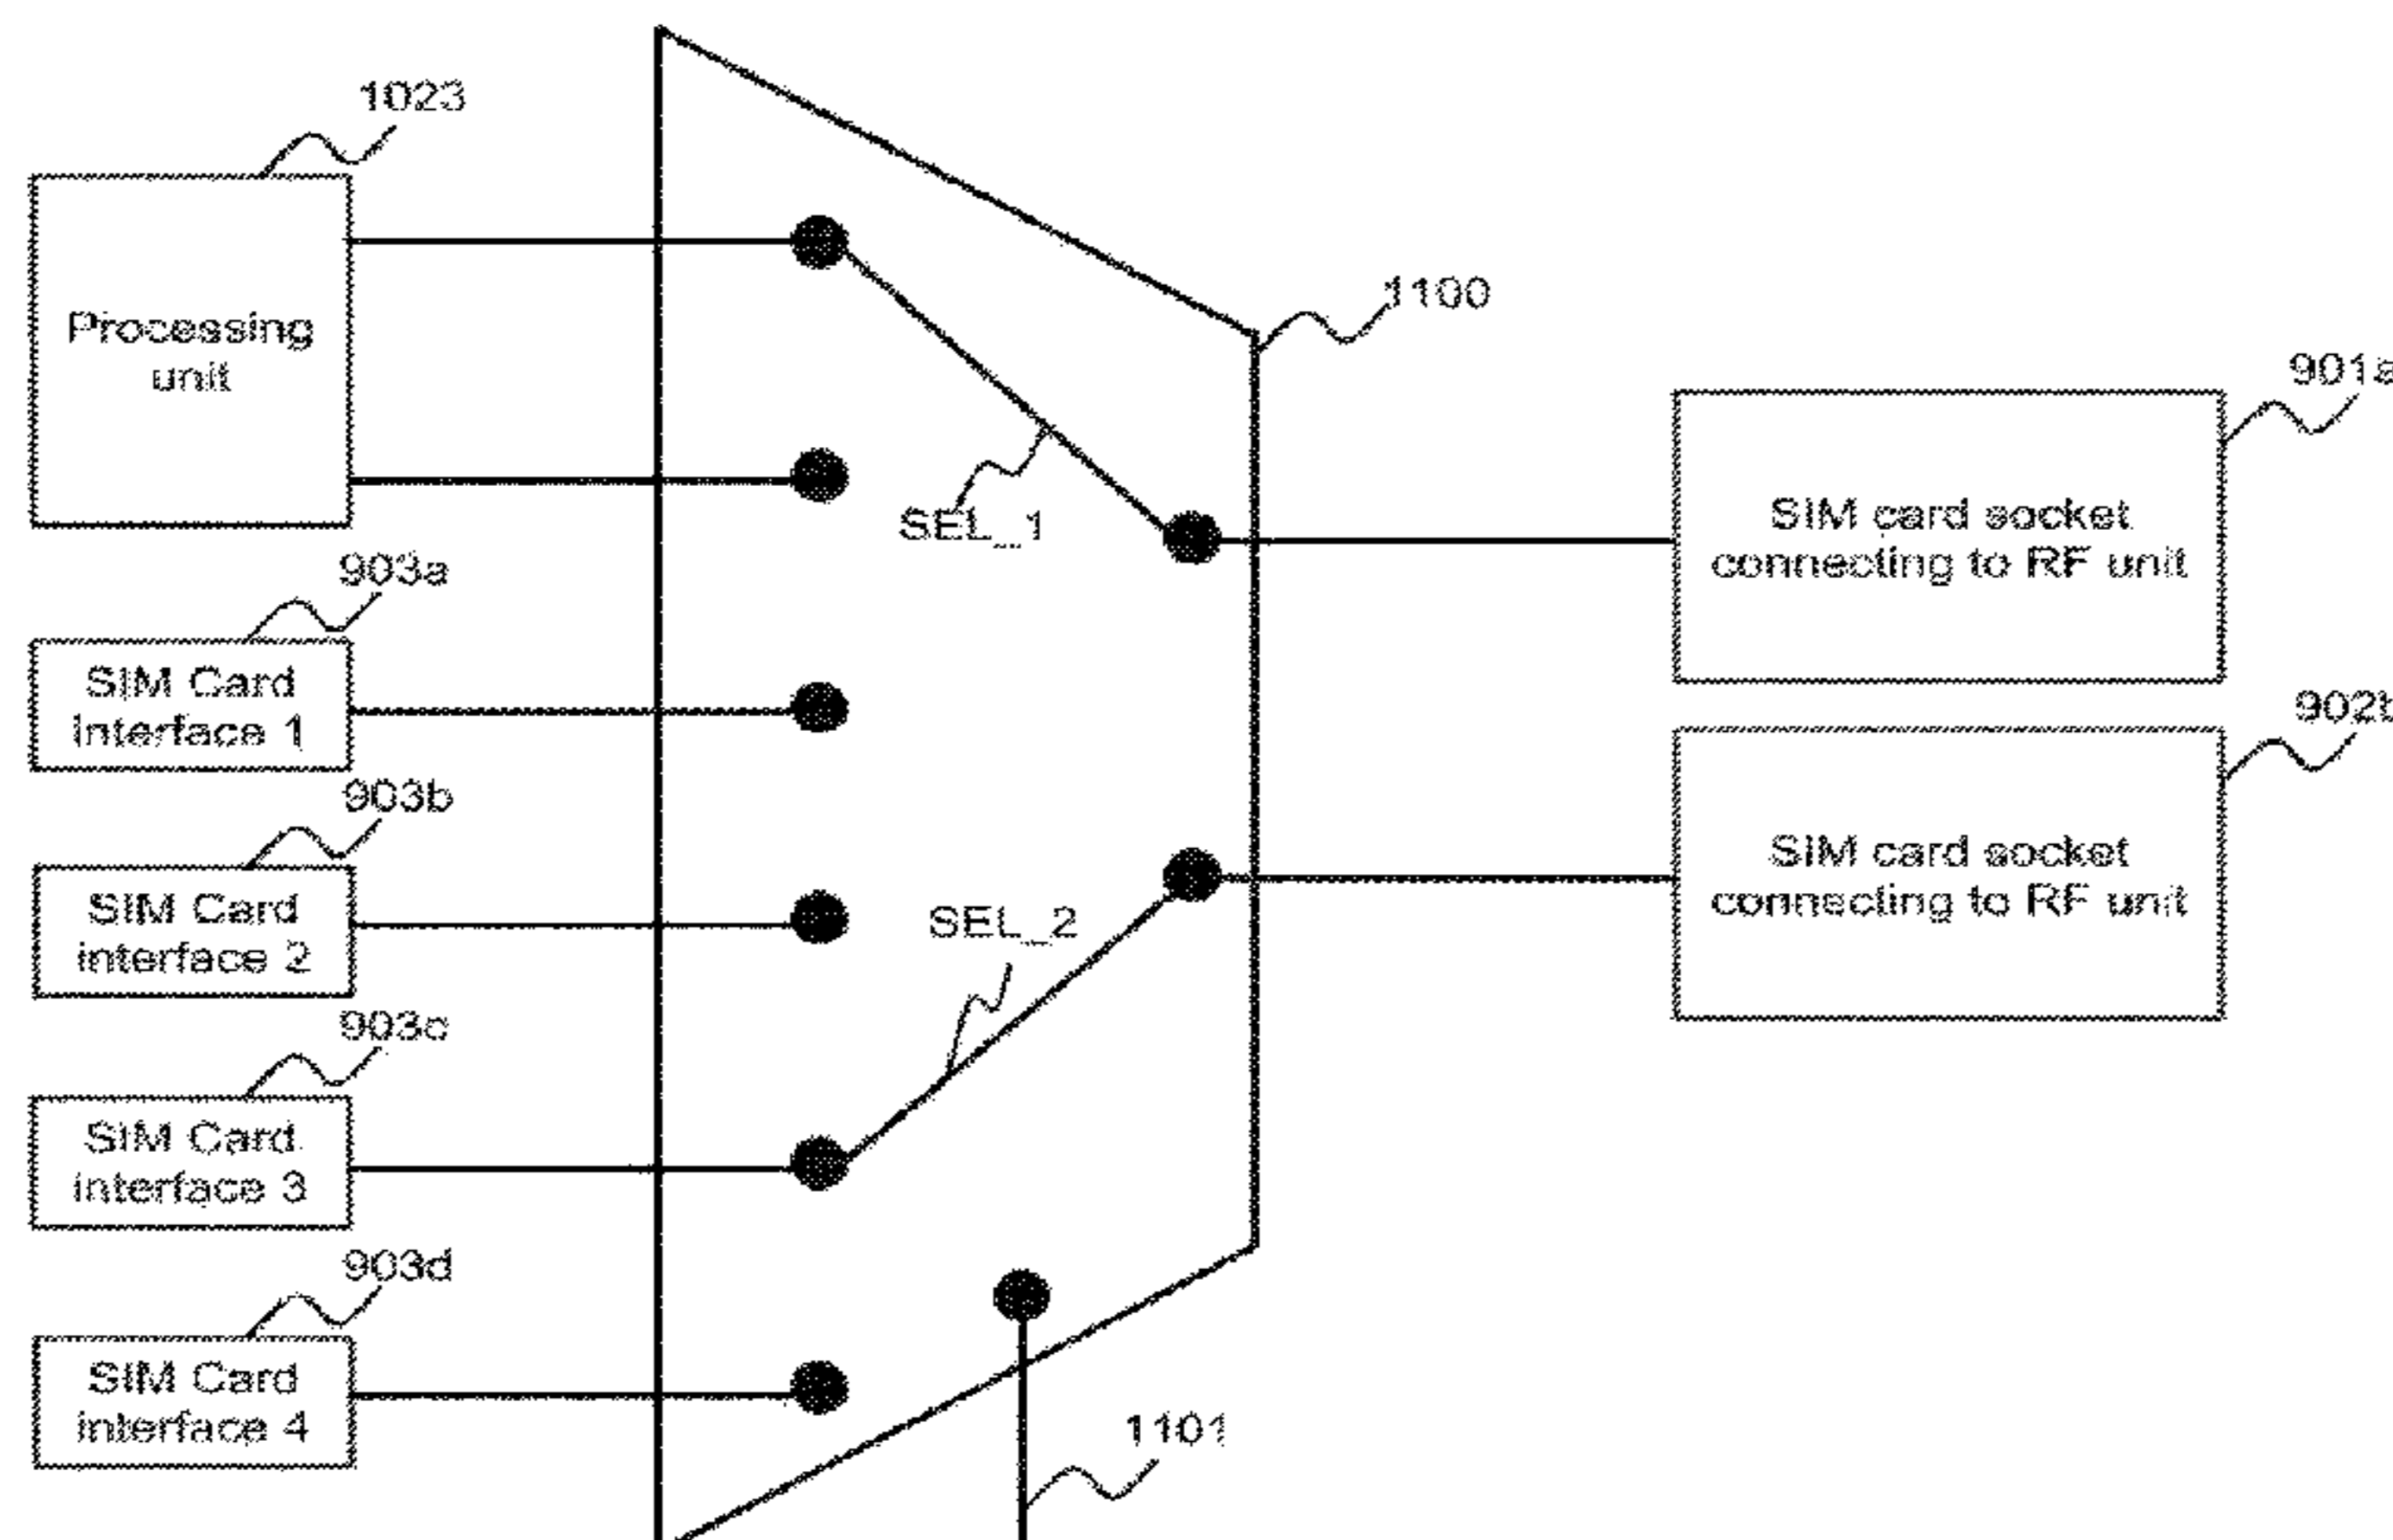 1023
Processing
unit
1100
901a
SEL_1
SIM card socket
connecting to RF unit
903a
SIM Card
interface 1
902b
903b
SIM Card
interface 2
SEL_2
SIM card socket
connecting to RF unit
903c
SIM Card
interface 3
903d
SIM Card
interface 4
1101